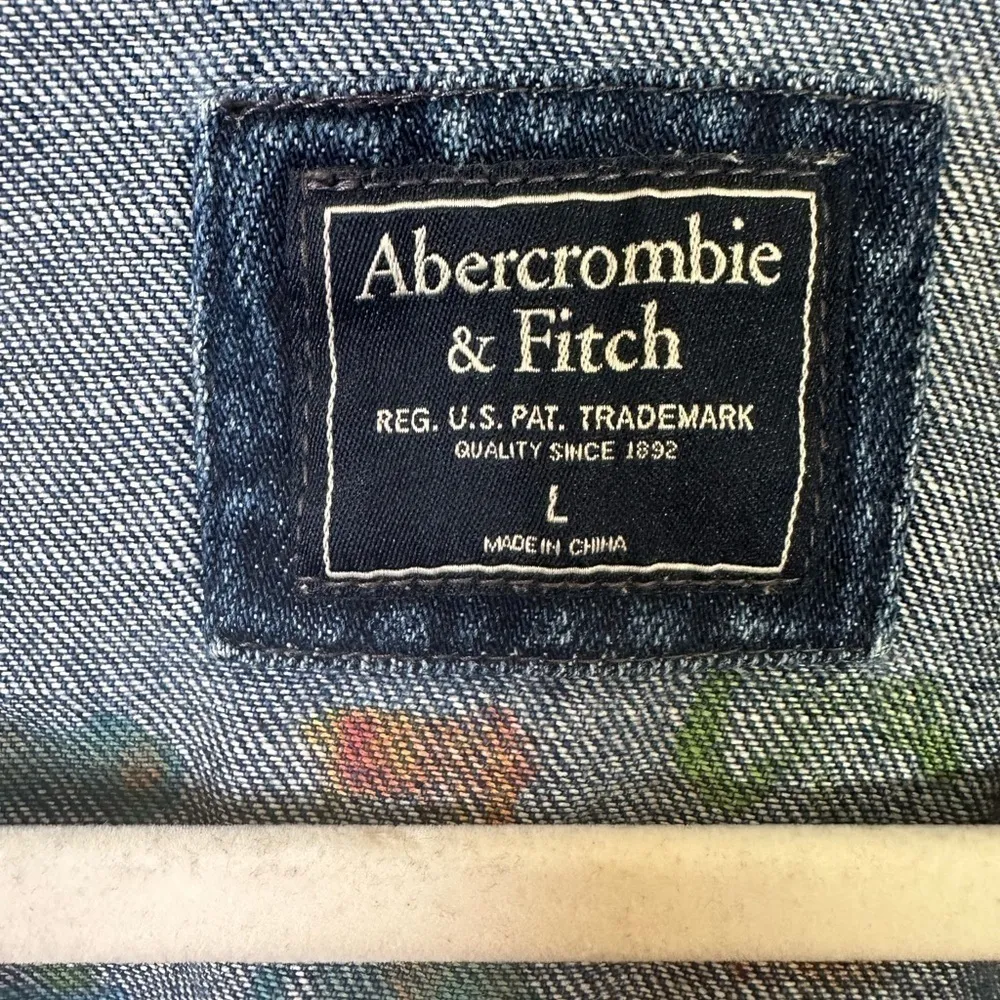 Abercrombie
& Fitch
REG. U.S. PAT. TRADEMARK
QUALITY SINCE 1892
L
MADE IN CHINA